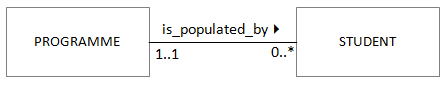 is_populated_by
PROGRAMME
STUDENT
1..1
0..*